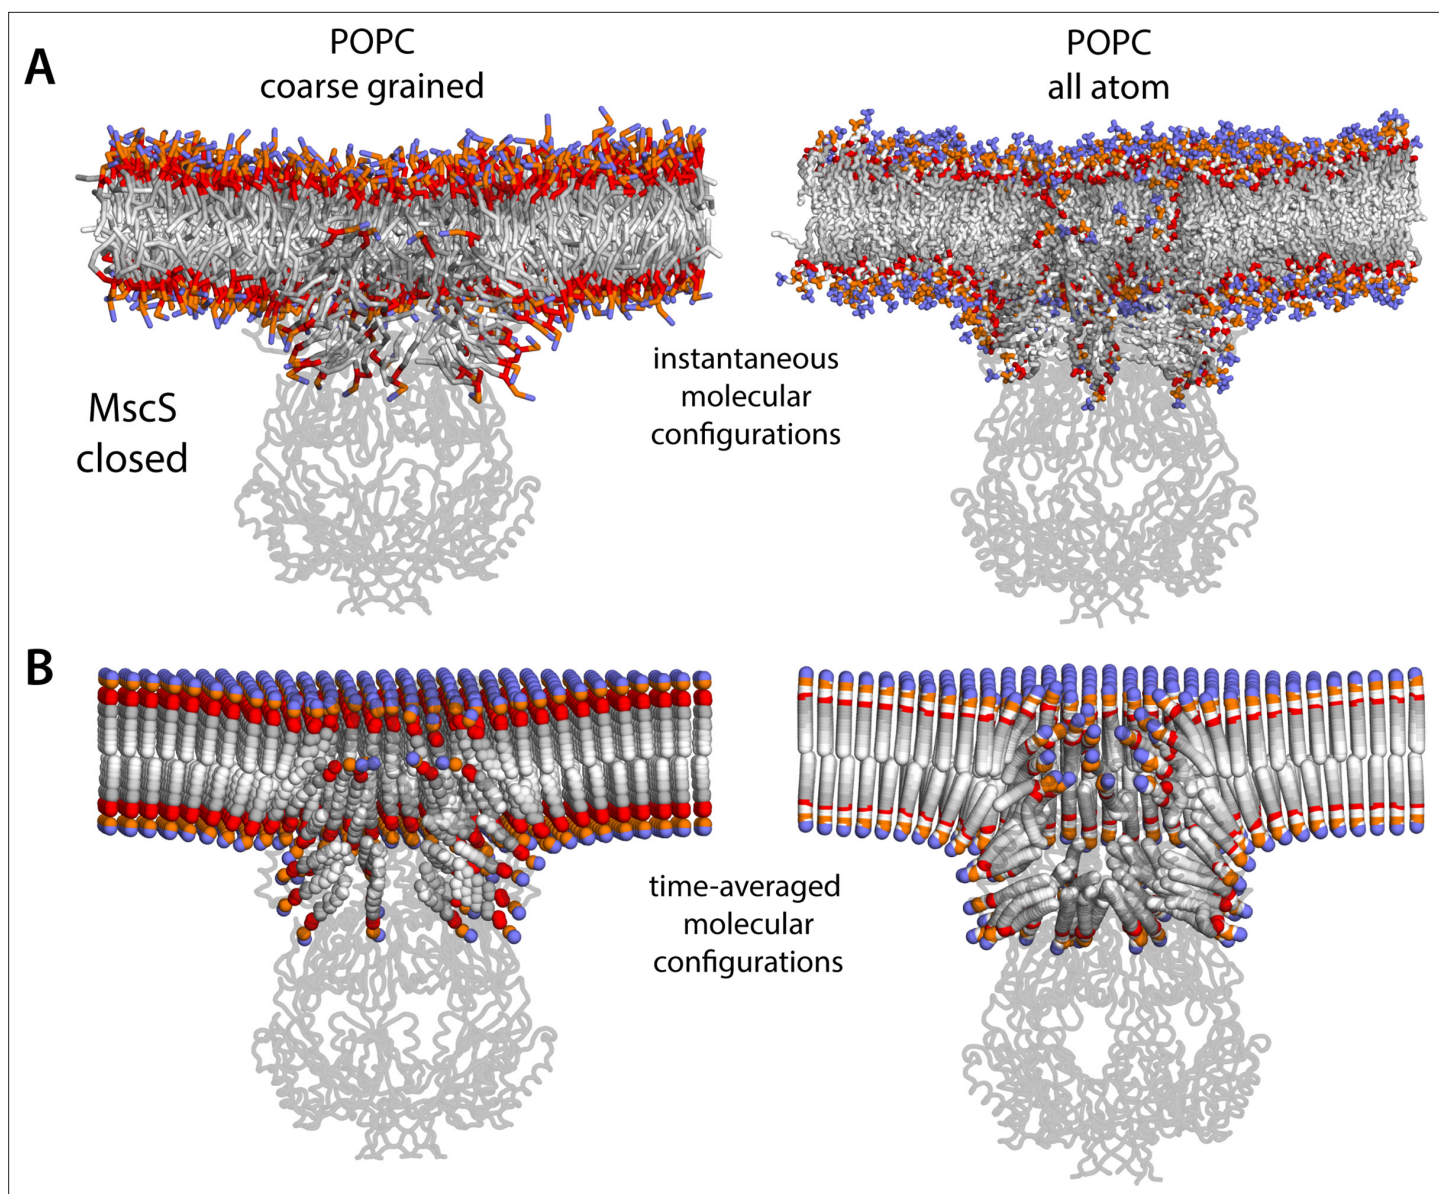 A
POPC
coarse grained
POPC
all atom
instantaneous
molecular
configurations
MscS
closed
B
time-averaged
molecular
configurations